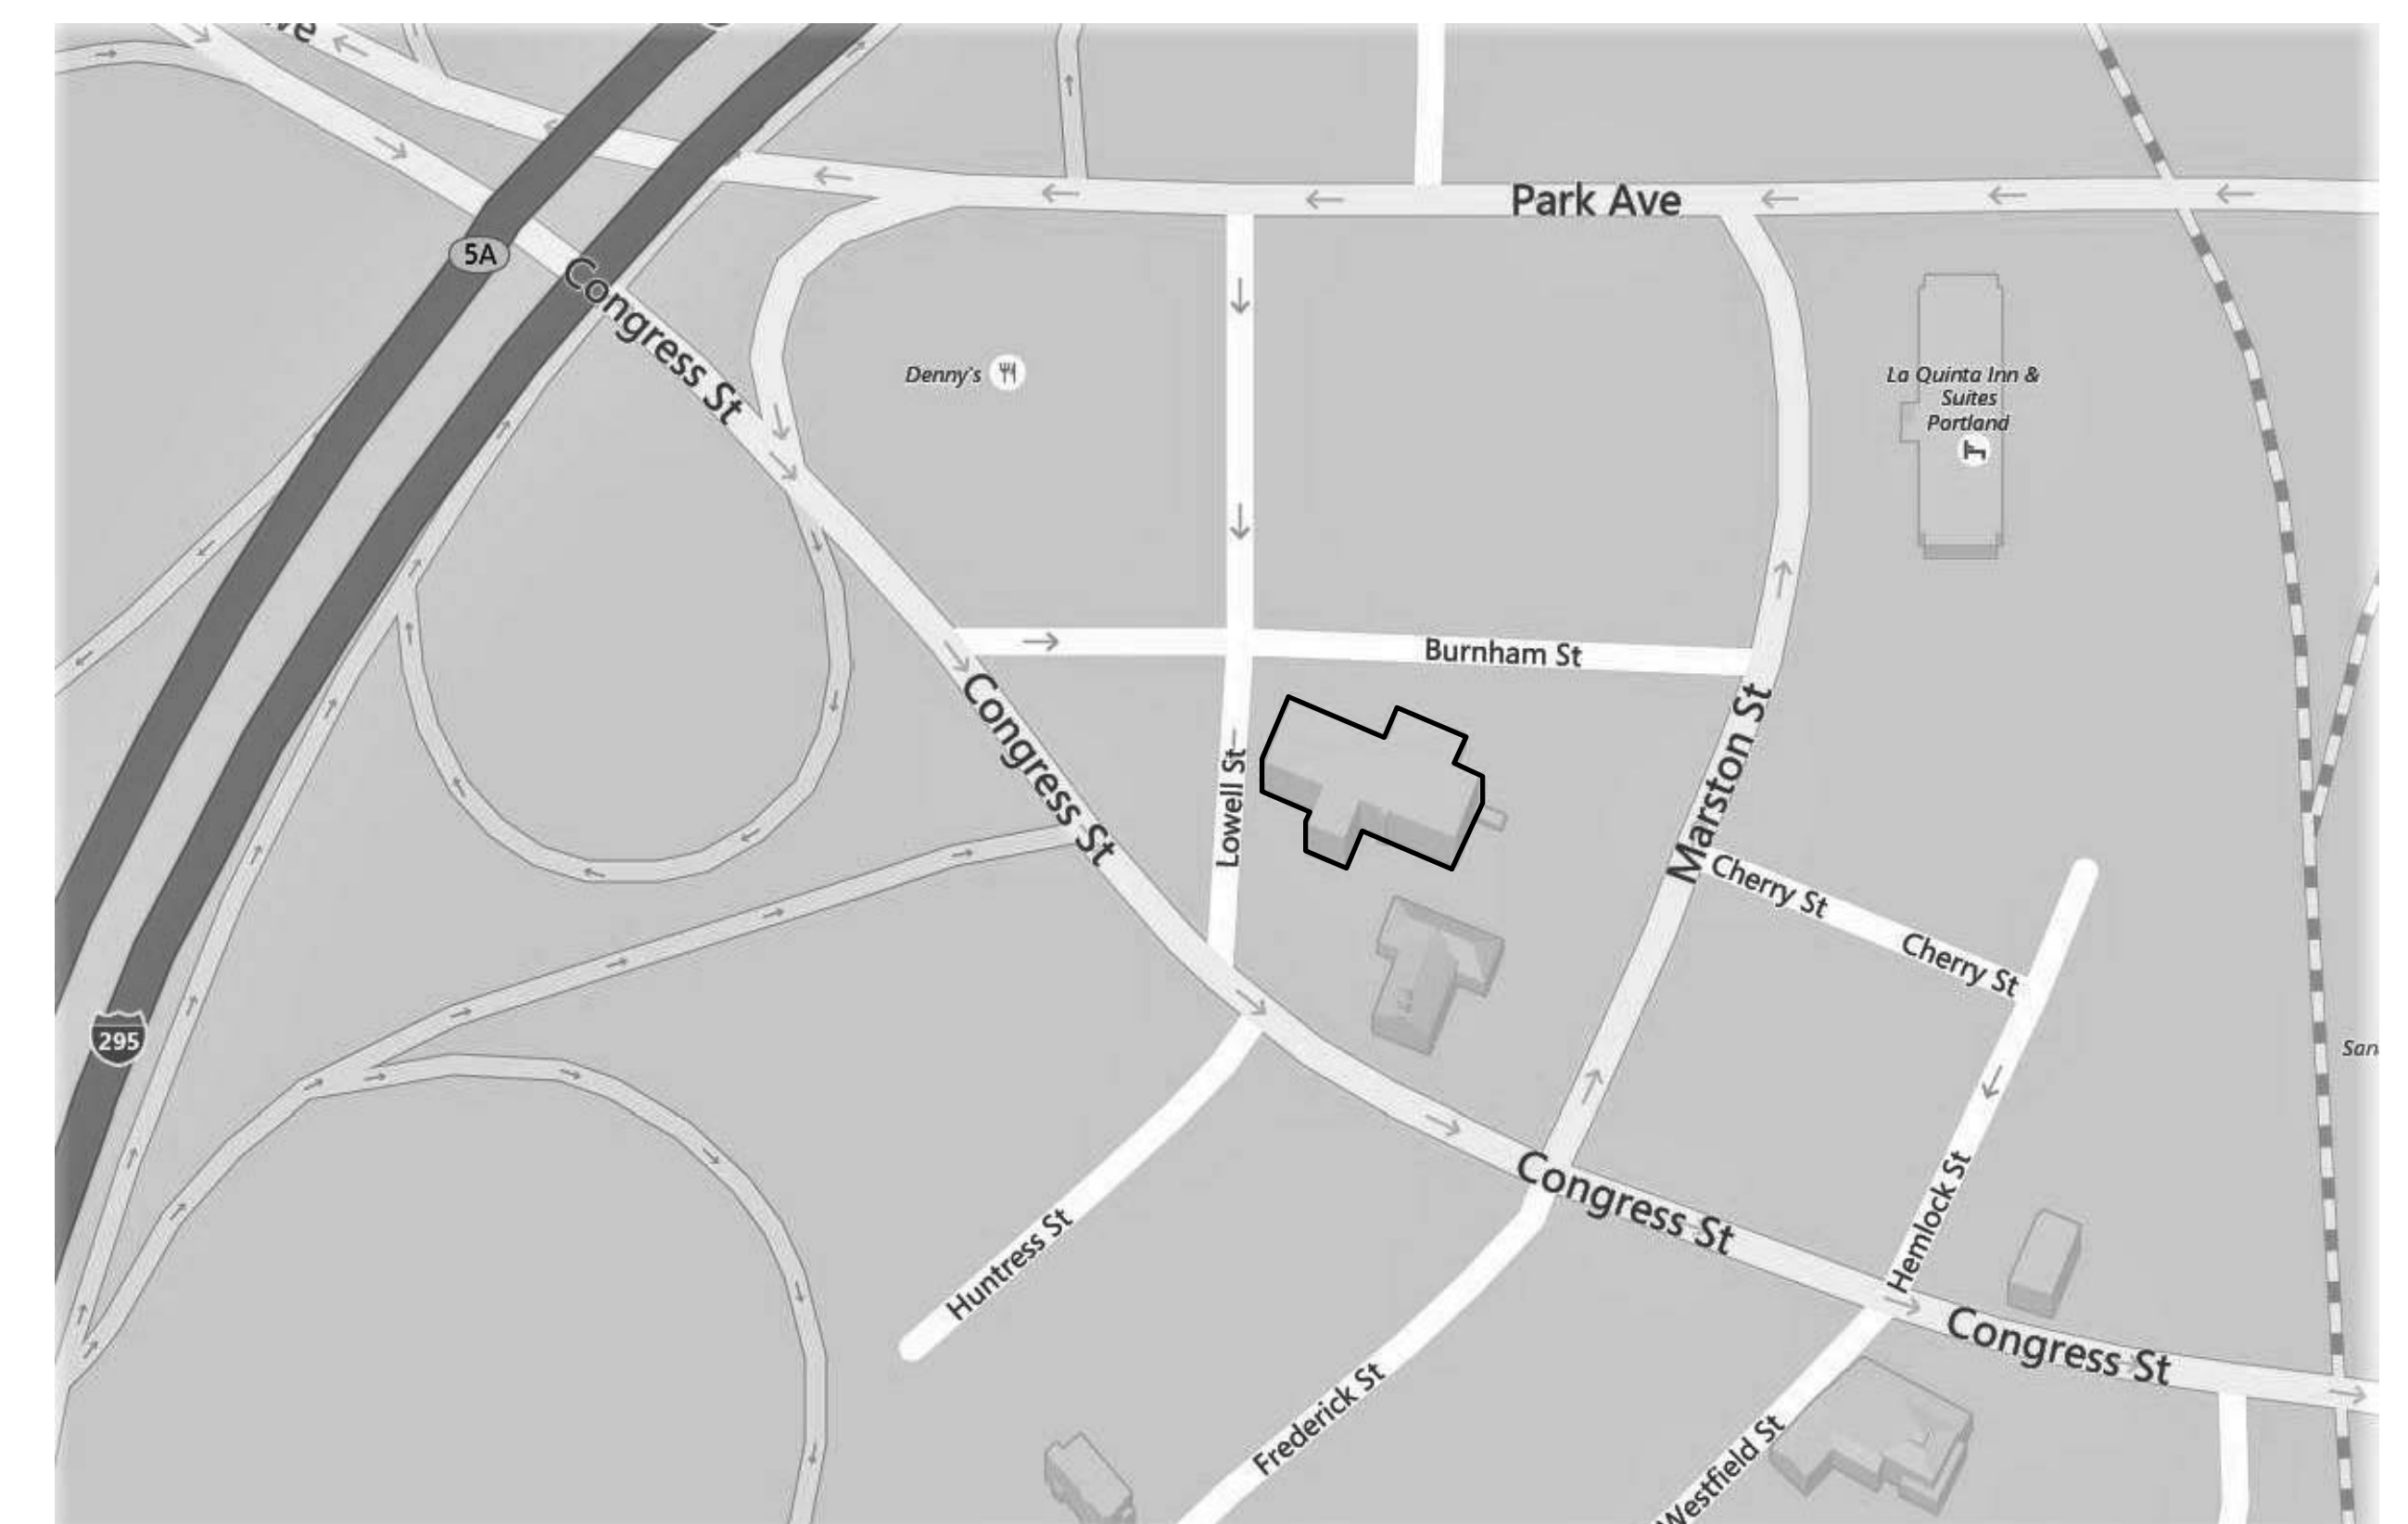 Park Ave
5A
Congress St
Denny's
La Quinta Inn &
Suites
Portland
Burnham St
Congress St
Lowell St
Marston St
Cherry St
Cherry St
295
San
Congress St
Hemlock St
Huntress St
Congress St
Frederick St
Westfield St